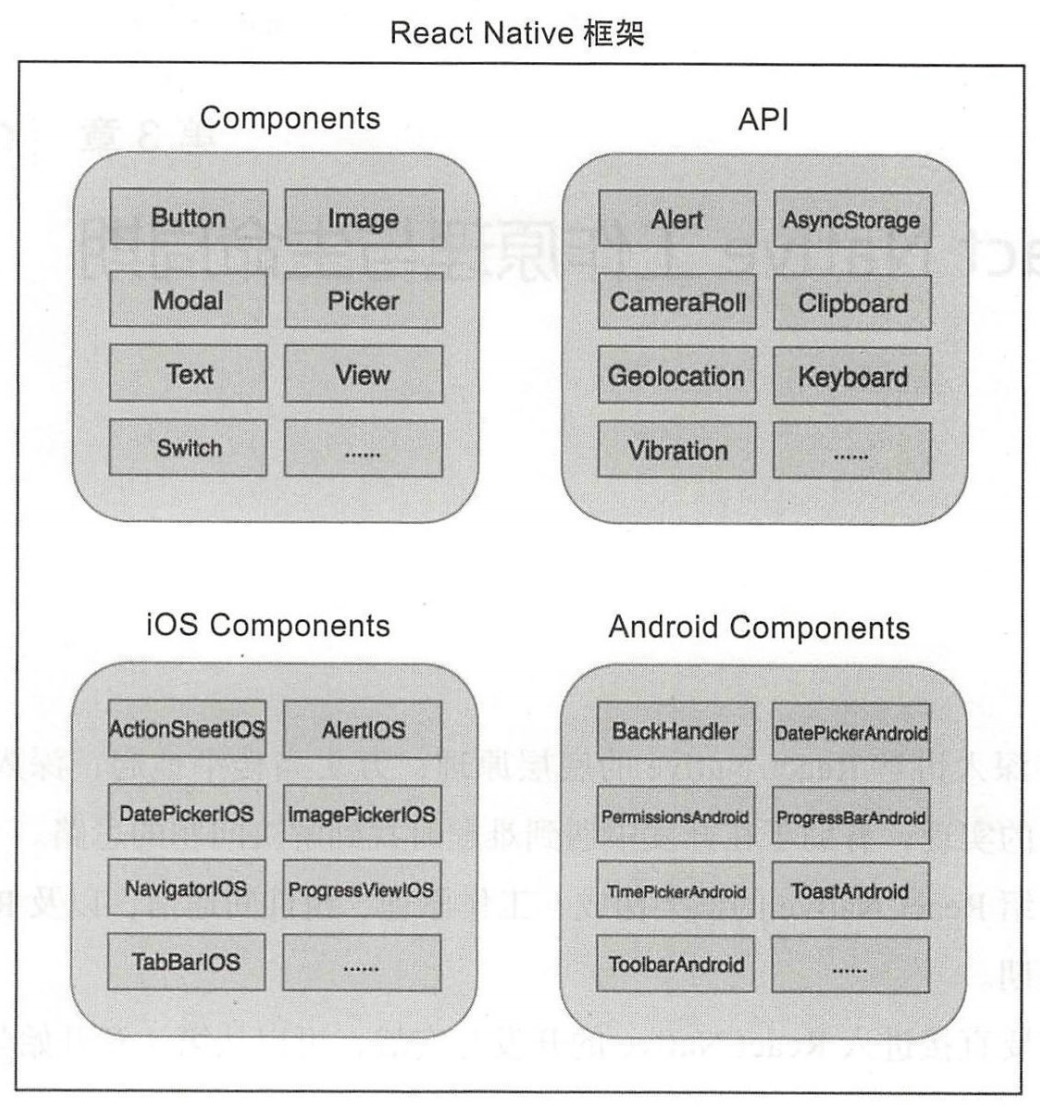 React Native 框架
Components
Button Image
Modal Picker
Text View
Switch ......
API
Alert AsyncStorage
CameraRoll Clipboard
Geolocation Keyboard
Vibration ......
iOS Components
ActionSheetIOS AlertIOS
DatePickerIOS ImagePickerIOS
NavigatorIOS ProgressViewIOS
TabBarIOS ......
Android Components
BackHandler DatePickerAndroid
PermissionsAndroid ProgressBarAndroid
TimePickerAndroid ToastAndroid
ToolbarAndroid ......